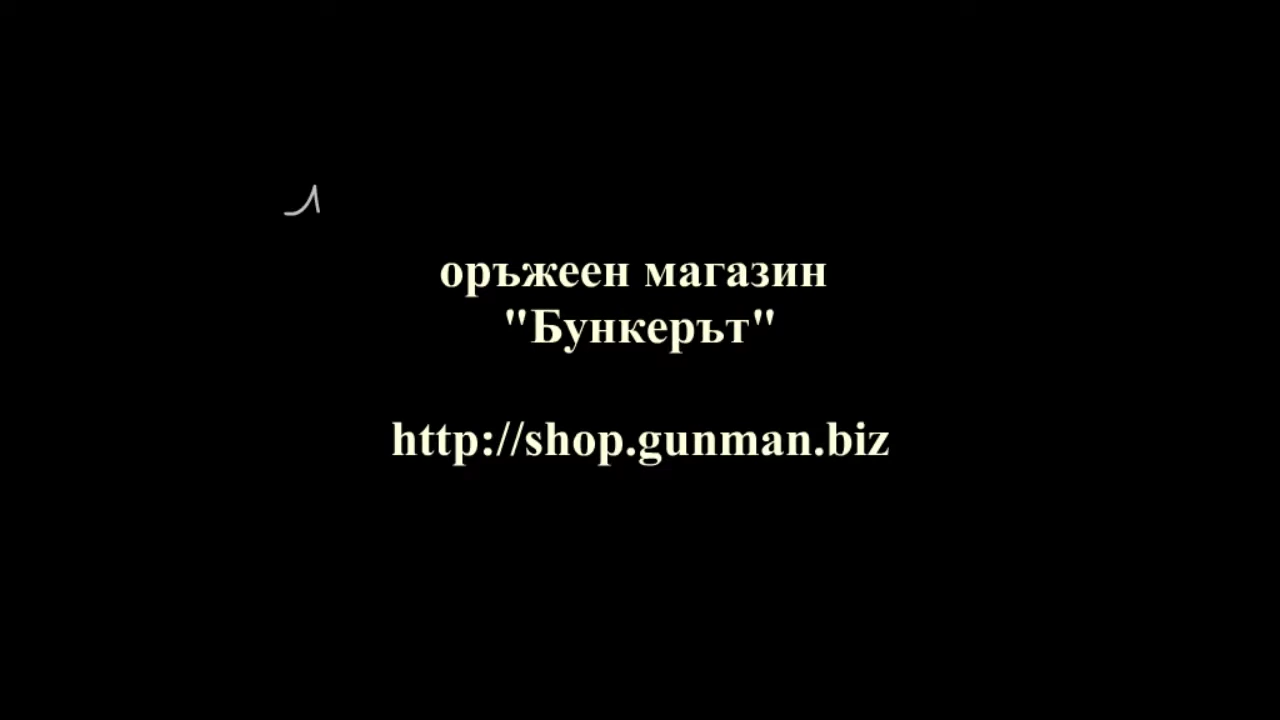 оръжеен магазин
"Бункерът"
http://shop.gunman.biz